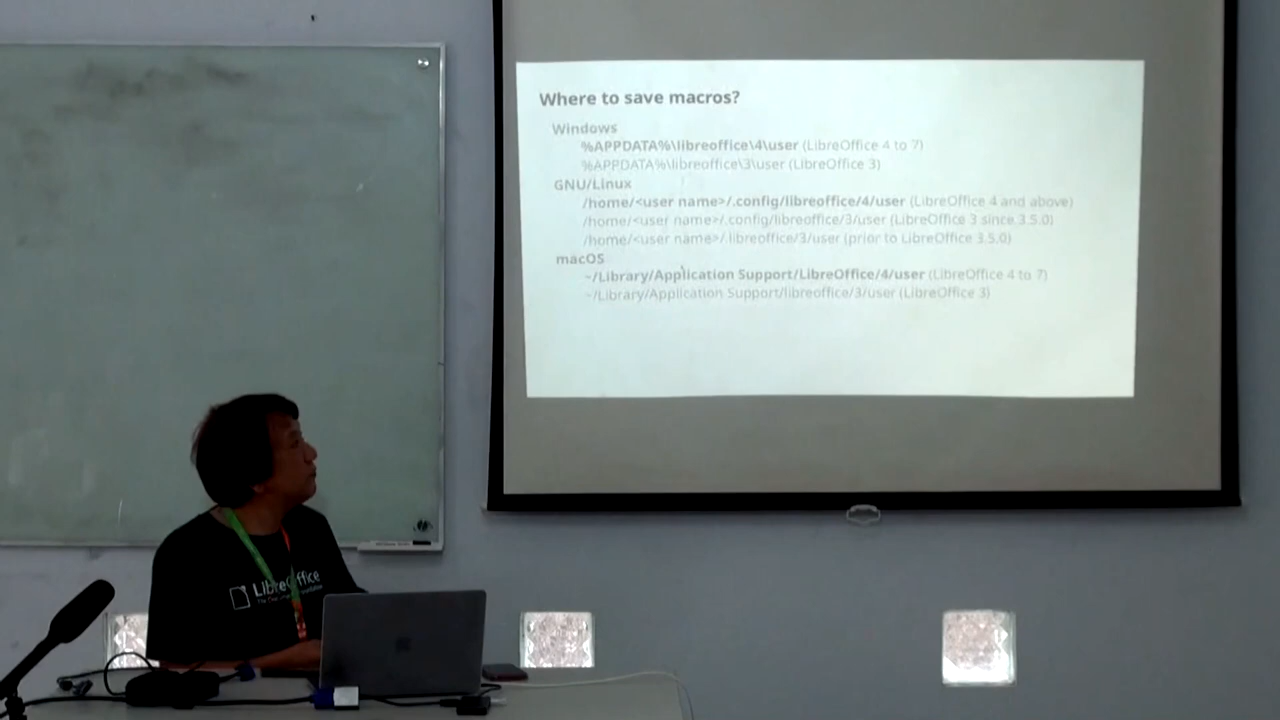 Where to save macros?
Windows
%APPDATA%\libreoffice\4\user (LibreOffice 4 to 7)
%APPDATA%\libreoffice\3\user (LibreOffice 3)
GNU/Linux
/home/<user name>/.config/libreoffice/4/user (LibreOffice 4 and above)
/home/<user name>/.config/libreoffice/3/user (LibreOffice 3 since 3.5.0)
/home/<user name>/.libreoffice/3/user (prior to LibreOffice 3.5.0)
macOS
~/Library/Application Support/LibreOffice/4/user (LibreOffice 4 to 7)
~/Library/Application Support/libreoffice/3/user (LibreOffice 3)
LibreOffice